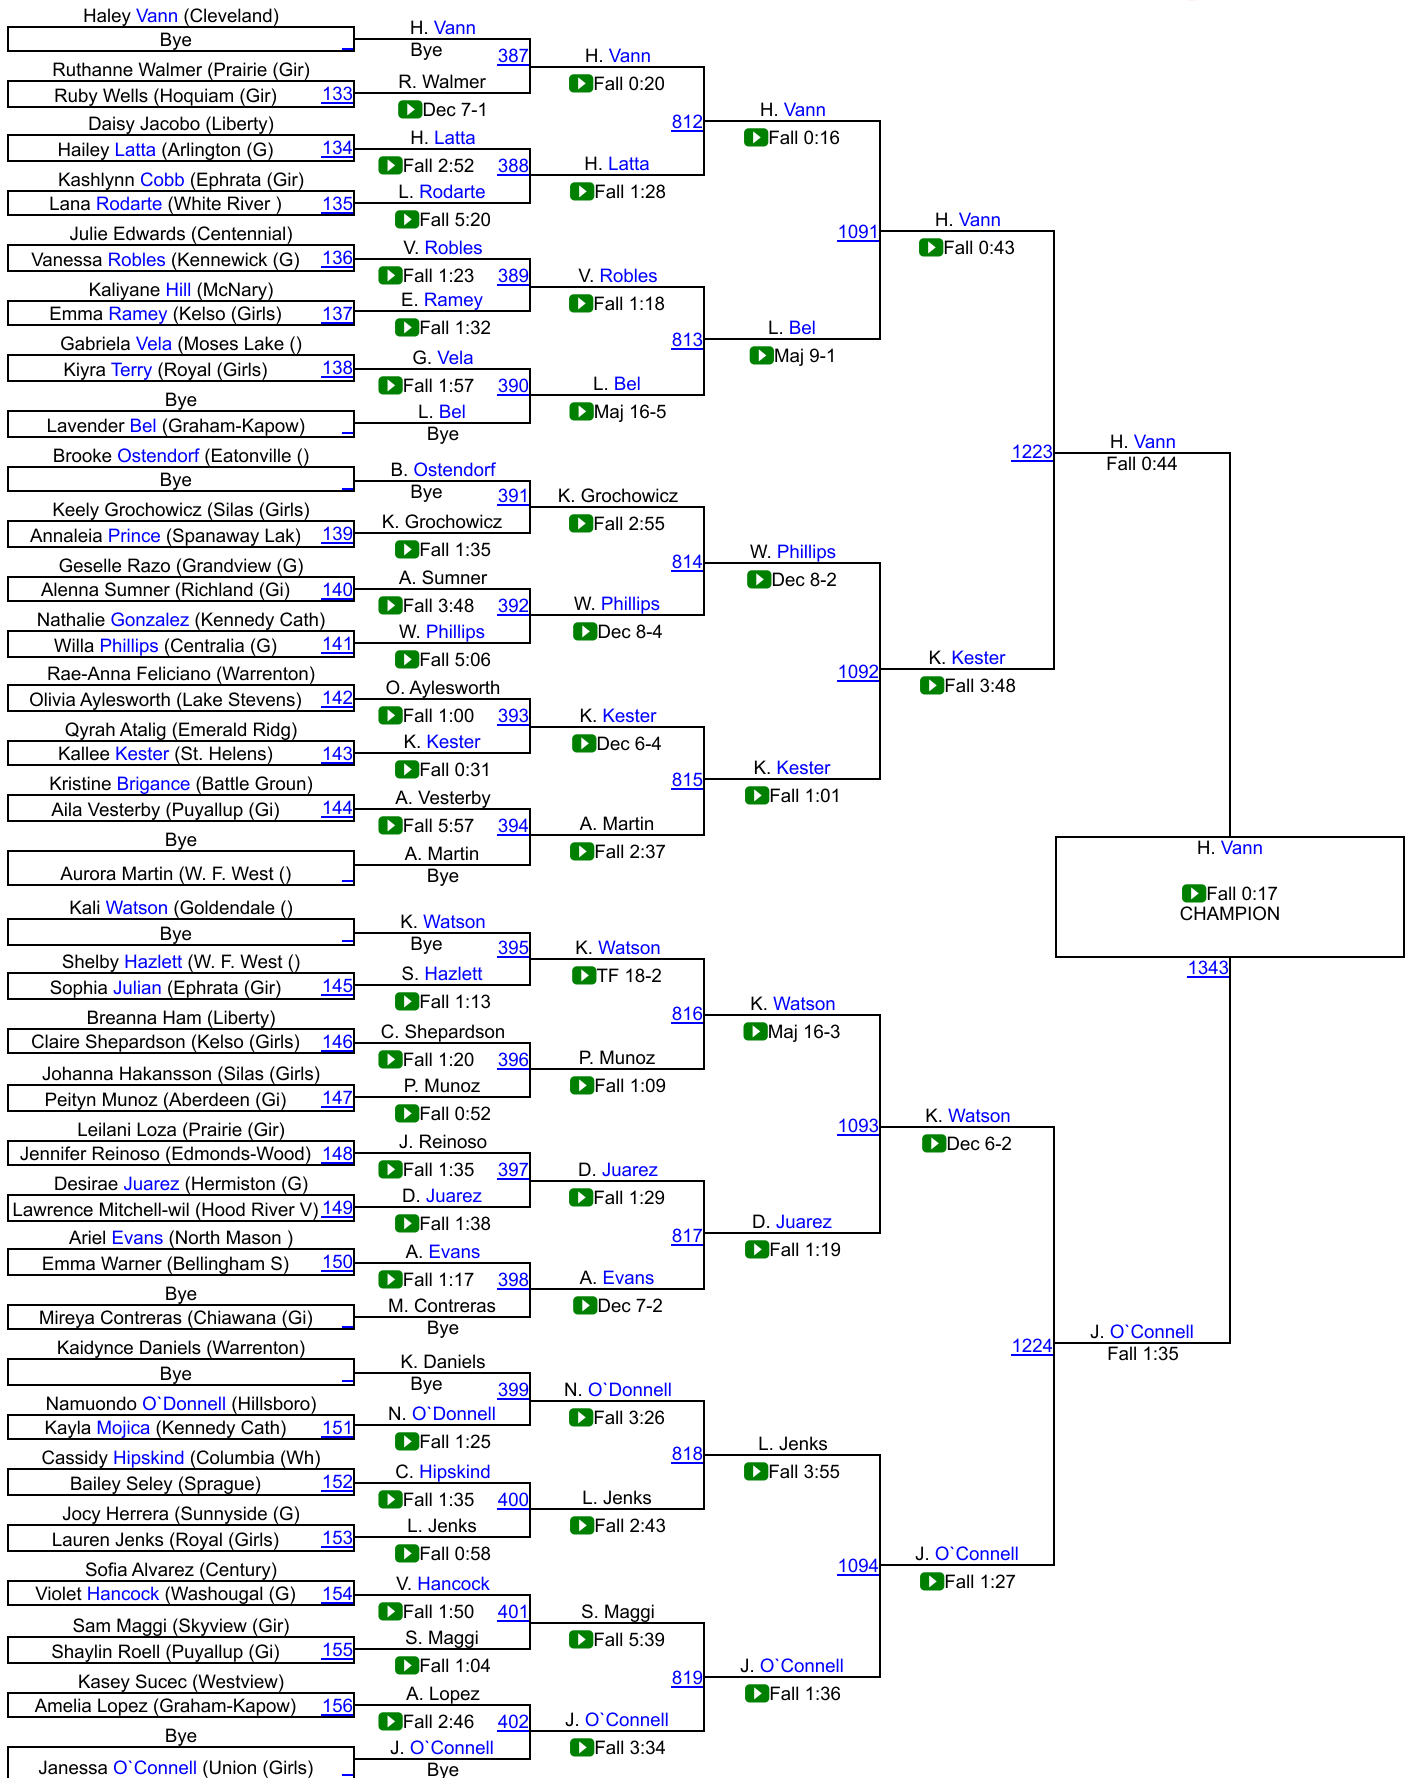 Haley Vann (Cleveland)
Bye
Ruthanne Walmer (Prairie (Gir)
Ruby Wells (Hoquiam (Gir) 133
Daisy Jacobo (Liberty)
Hailey Latta (Arlington (G) 134
Kashlynn Cobb (Ephrata (Gir)
Lana Rodarte (White River ) 135
Julie Edwards (Centennial)
Vanessa Robles (Kennewick (G) 136
Kaliyane Hill (McNary)
Emma Ramey (Kelso (Girls) 137
Gabriela Vela (Moses Lake ()
Kiyra Terry (Royal (Girls) 138
Bye
Lavender Bel (Graham-Kapow)
Brooke Ostendorf (Eatonville ()
Bye
Keely Grochowicz (Silas (Girls)
Annaleia Prince (Spanaway Lak) 139
Geselle Razo (Grandview (G)
Alenna Sumner (Richland (Gi) 140
Nathalie Gonzalez (Kennedy Cath)
Willa Phillips (Centralia (G) 141
Rae-Anna Feliciano (Warrenton)
Olivia Aylesworth (Lake Stevens) 142
Qyrah Atalig (Emerald Ridg)
Kallee Kester (St. Helens) 143
Kristine Brigance (Battle Groun)
Aila Vesterby (Puyallup (Gi) 144
Bye
Aurora Martin (W. F. West ()
Kali Watson (Goldendale ()
Bye
Shelby Hazlett (W. F. West ()
Sophia Julian (Ephrata (Gir) 145
Breanna Ham (Liberty)
Claire Shepardson (Kelso (Girls) 146
Johanna Hakansson (Silas (Girls)
Peityn Munoz (Aberdeen (Gi) 147
Leilani Loza (Prairie (Gir)
Jennifer Reinoso (Edmonds-Wood) 148
Desirae Juarez (Hermiston (G)
Lawrence Mitchell-wil (Hood River V) 149
Ariel Evans (North Mason )
Emma Warner (Bellingham S) 150
Bye
Mireya Contreras (Chiawana (Gi)
Kaidynce Daniels (Warrenton)
Bye
Namuondo O`Donnell (Hillsboro)
Kayla Mojica (Kennedy Cath) 151
Cassidy Hipskind (Columbia (Wh)
Bailey Seley (Sprague) 152
Jocy Herrera (Sunnyside (G)
Lauren Jenks (Royal (Girls) 153
Sofia Alvarez (Century)
Violet Hancock (Washougal (G) 154
Sam Maggi (Skyview (Gir)
Shaylin Roell (Puyallup (Gi) 155
Kasey Sucec (Westview)
Amelia Lopez (Graham-Kapow) 156
Bye
Janessa O`Connell (Union (Girls)
H. Vann
Bye 387
R. Walmer
Dec 7-1
H. Latta
Fall 2:52 388
L. Rodarte
Fall 5:20
V. Robles
Fall 1:23 389
E. Ramey
Fall 1:32
G. Vela
Fall 1:57 390
L. Bel
Bye
B. Ostendorf
Bye 391
K. Grochowicz
Fall 1:35
A. Sumner
Fall 3:48 392
W. Phillips
Fall 5:06
O. Aylesworth
Fall 1:00 393
K. Kester
Fall 0:31
A. Vesterby
Fall 5:57 394
A. Martin
Bye
K. Watson
Bye 395
S. Hazlett
Fall 1:13
C. Shepardson
Fall 1:20 396
P. Munoz
Fall 0:52
J. Reinoso
Fall 1:35 397
D. Juarez
Fall 1:38
A. Evans
Fall 1:17 398
M. Contreras
Bye
K. Daniels
Bye 399
N. O`Donnell
Fall 1:25
C. Hipskind
Fall 1:35 400
L. Jenks
Fall 0:58
V. Hancock
Fall 1:50 401
S. Maggi
Fall 1:04
A. Lopez
Fall 2:46 402
J. O`Connell
Bye
H. Vann
Fall 0:20
812
H. Latta
Fall 1:28
V. Robles
Fall 1:18
813
L. Bel
Maj 16-5
K. Grochowicz
Fall 2:55
814
W. Phillips
Dec 8-4
K. Kester
Dec 6-4
815
A. Martin
Fall 2:37
K. Watson
TF 18-2
816
P. Munoz
Fall 1:09
D. Juarez
Fall 1:29
817
A. Evans
Dec 7-2
N. O`Donnell
Fall 3:26
818
L. Jenks
Fall 2:43
S. Maggi
Fall 5:39
819
J. O`Connell
Fall 3:34
H. Vann
Fall 0:16
1091
L. Bel
Maj 9-1
W. Phillips
Dec 8-2
1092
K. Kester
Fall 1:01
K. Watson
Maj 16-3
1093
D. Juarez
Fall 1:19
L. Jenks
Fall 3:55
1094
J. O`Connell
Fall 1:36
H. Vann
Fall 0:43
1223
K. Kester
Fall 3:48
K. Watson
Dec 6-2
1224
J. O`Connell
Fall 1:27
H. Vann
Fall 0:44
J. O`Connell
Fall 1:35
H. Vann
Fall 0:17
CHAMPION
1343